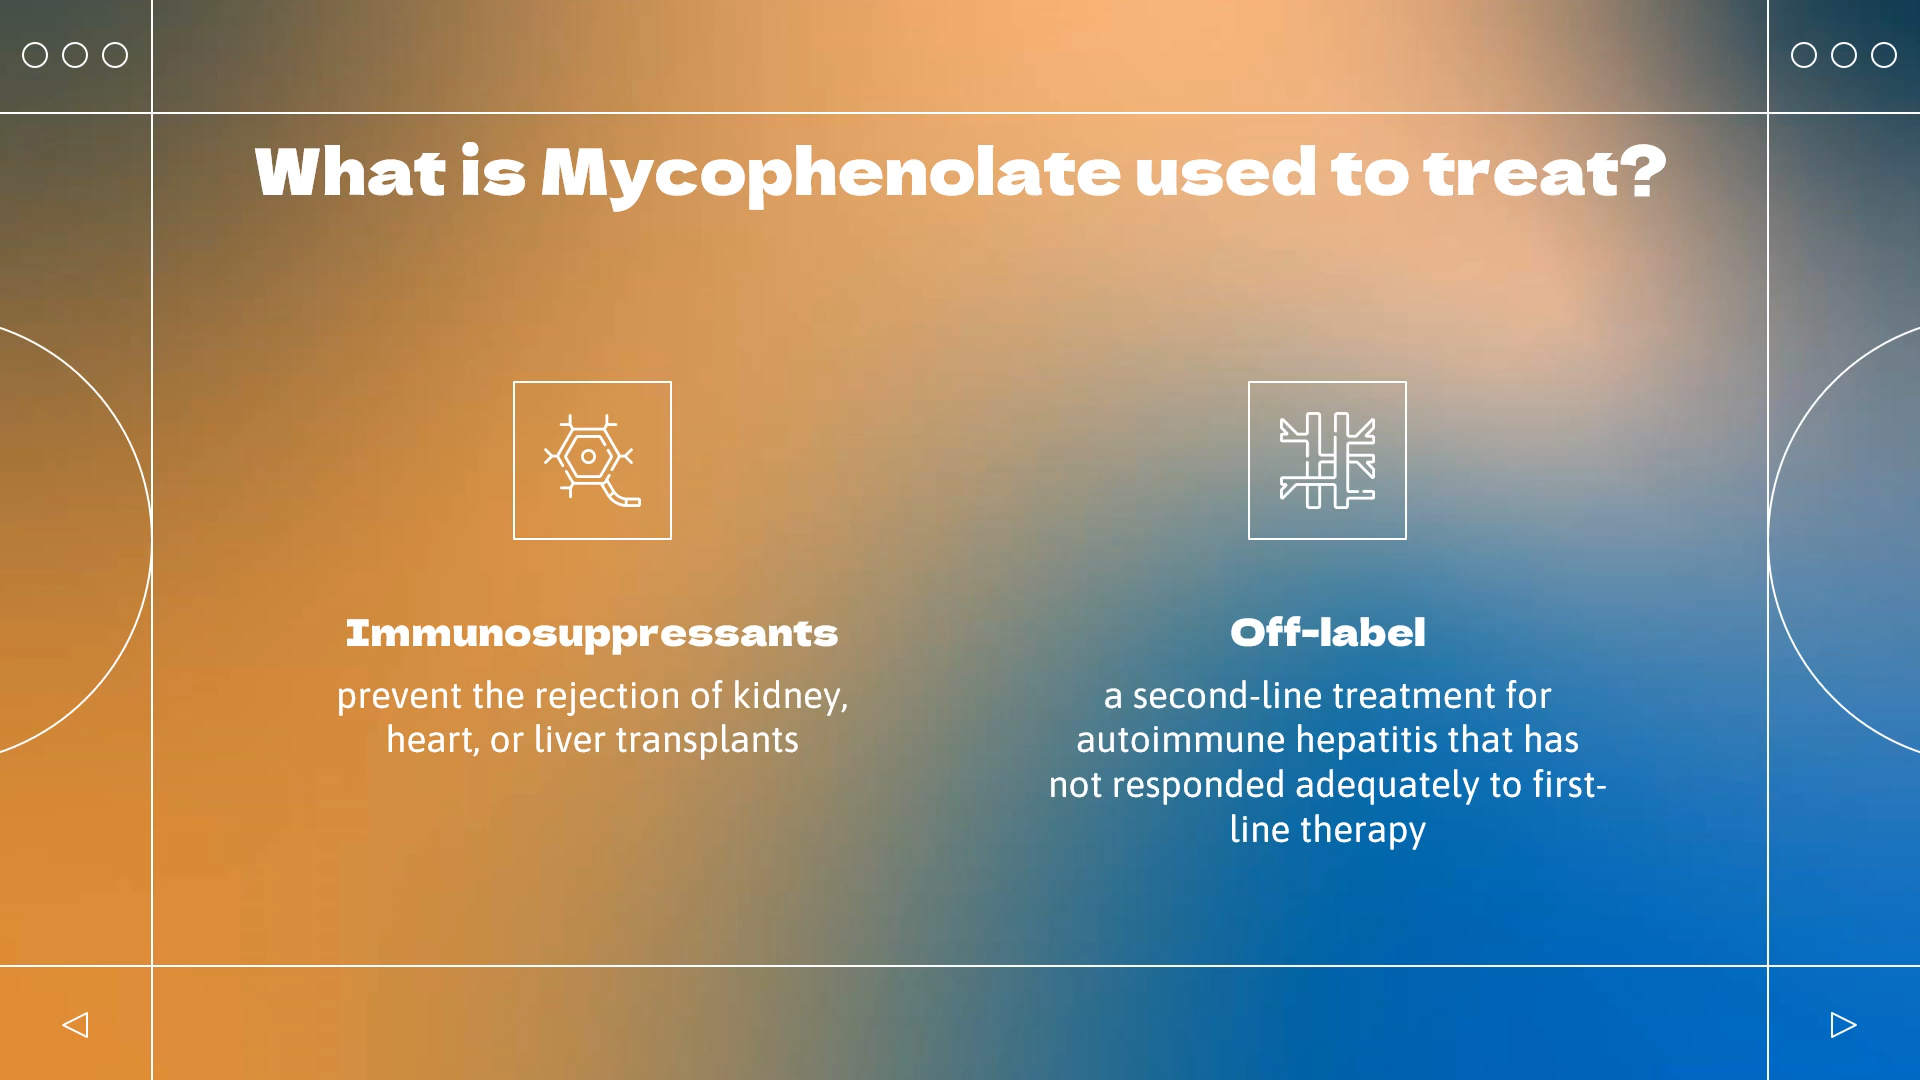 What is Mycophenolate used to treat?
Immunosuppressants
prevent the rejection of kidney,
heart, or liver transplants
Off-label
a second-line treatment for
autoimmune hepatitis that has
not responded adequately to first-
line therapy